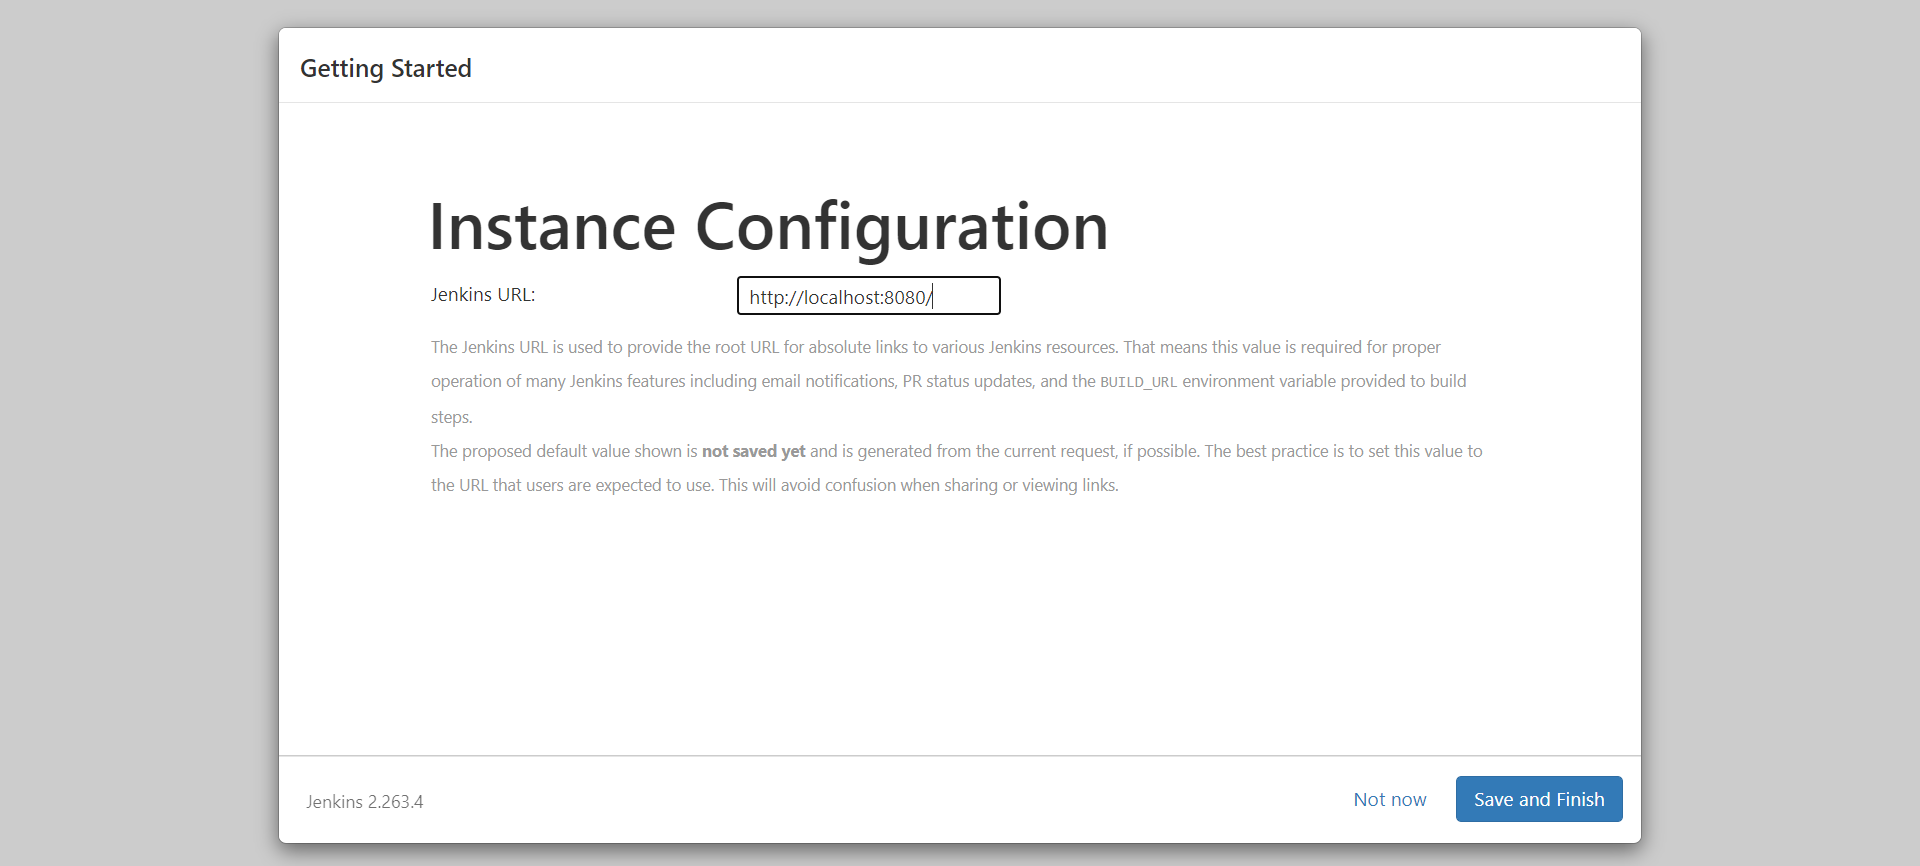 Getting Started
Instance Configuration
Jenkins URL:
http://localhost:8080/
The Jenkins URL is used to provide the root URL for absolute links to various Jenkins resources. That means this value is required for proper
operation of many Jenkins features including email notifications, PR status updates, and the BUILD_URL environment variable provided to build
steps.
The proposed default value shown is not saved yet and is generated from the current request, if possible. The best practice is to set this value to
the URL that users are expected to use. This will avoid confusion when sharing or viewing links.
Jenkins 2.263.4
Not now
Save and Finish